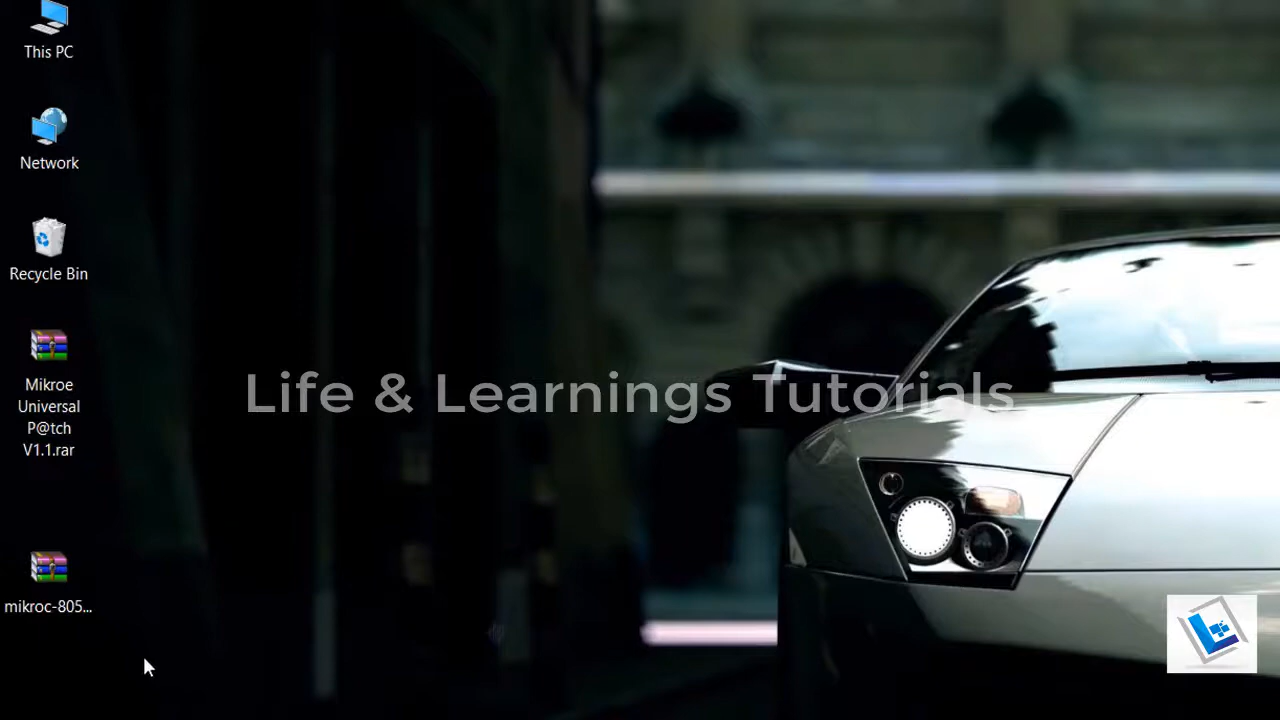 This PC
Network
Recycle Bin
Mikroe
Universal
P@tch
V1.1.rar
Life & Learnings Tutorials
mikroc-805...